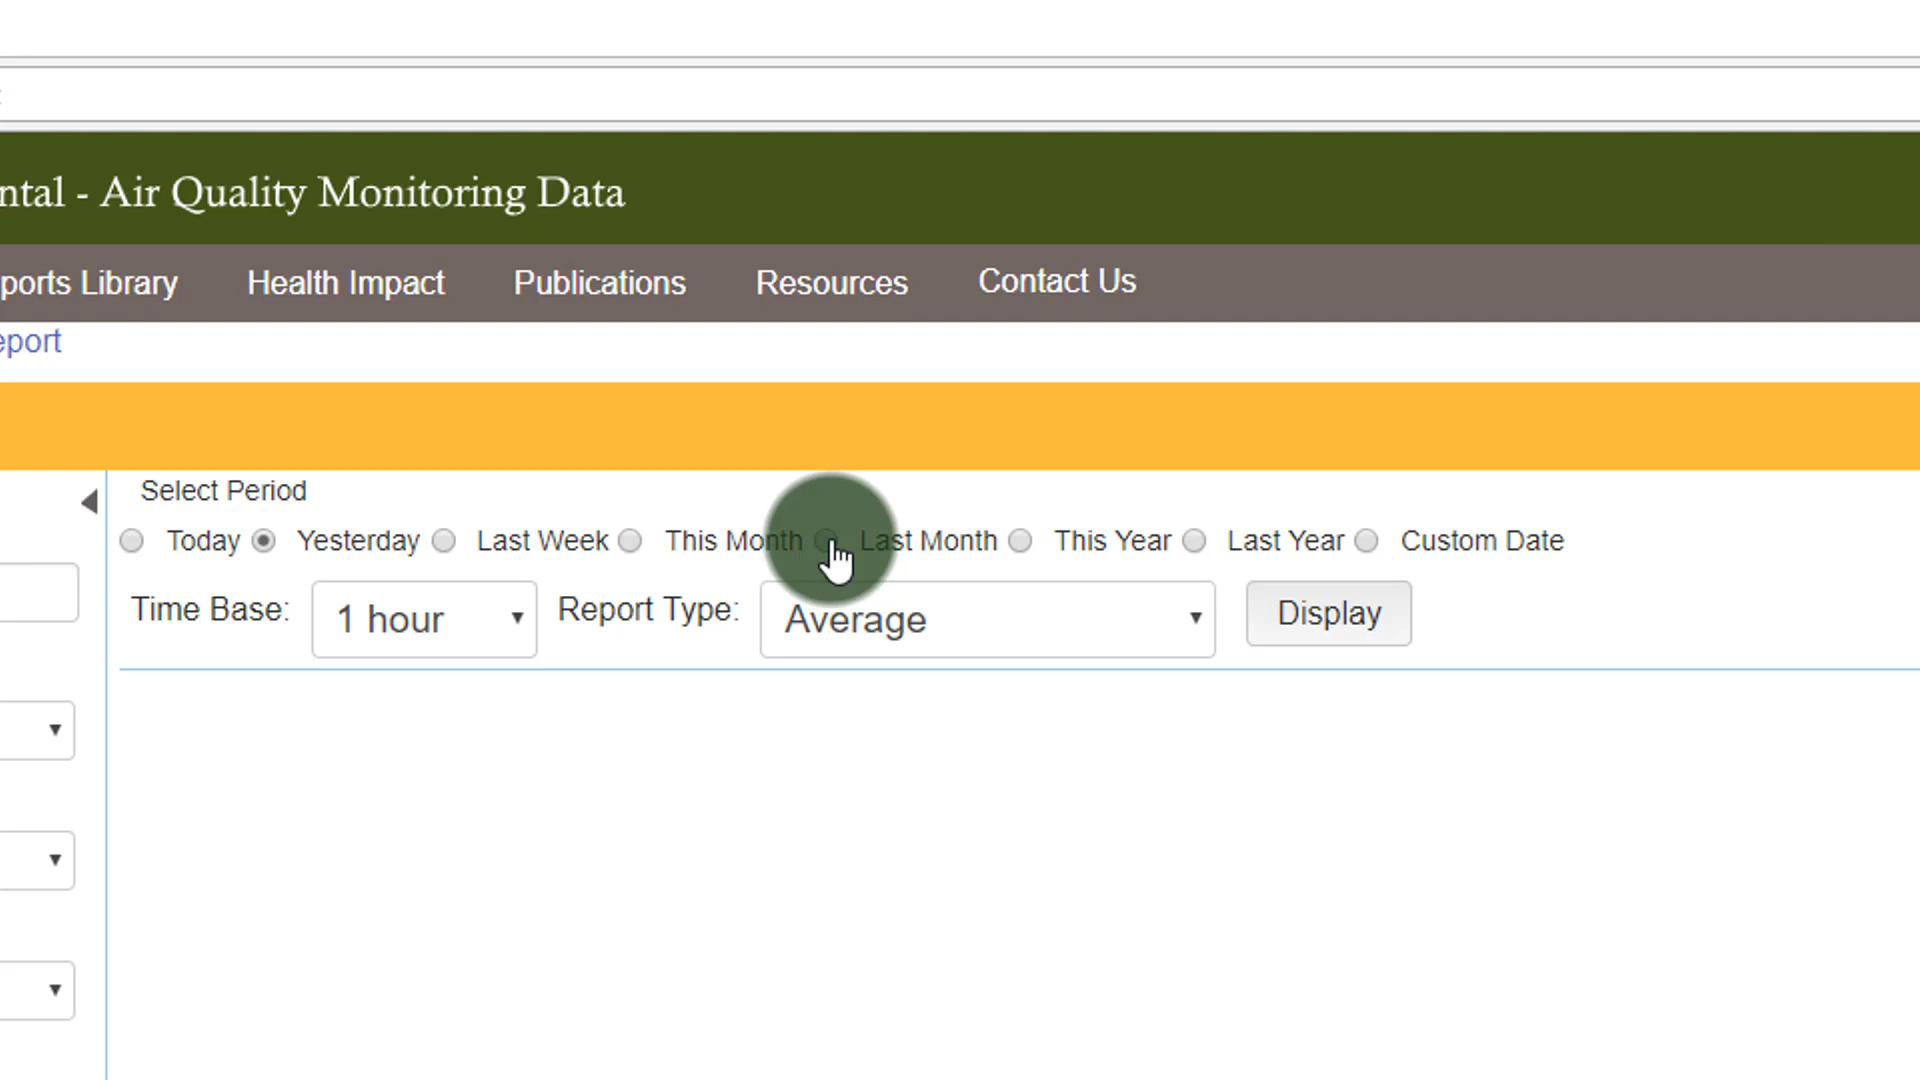 ntal - Air Quality Monitoring Data
ports Library Health Impact Publications Resources Contact Us
eport
Select Period
Today Yesterday Last Week This Month Last Month This Year Last Year Custom Date
Time Base: 1 hour Report Type: Average Display